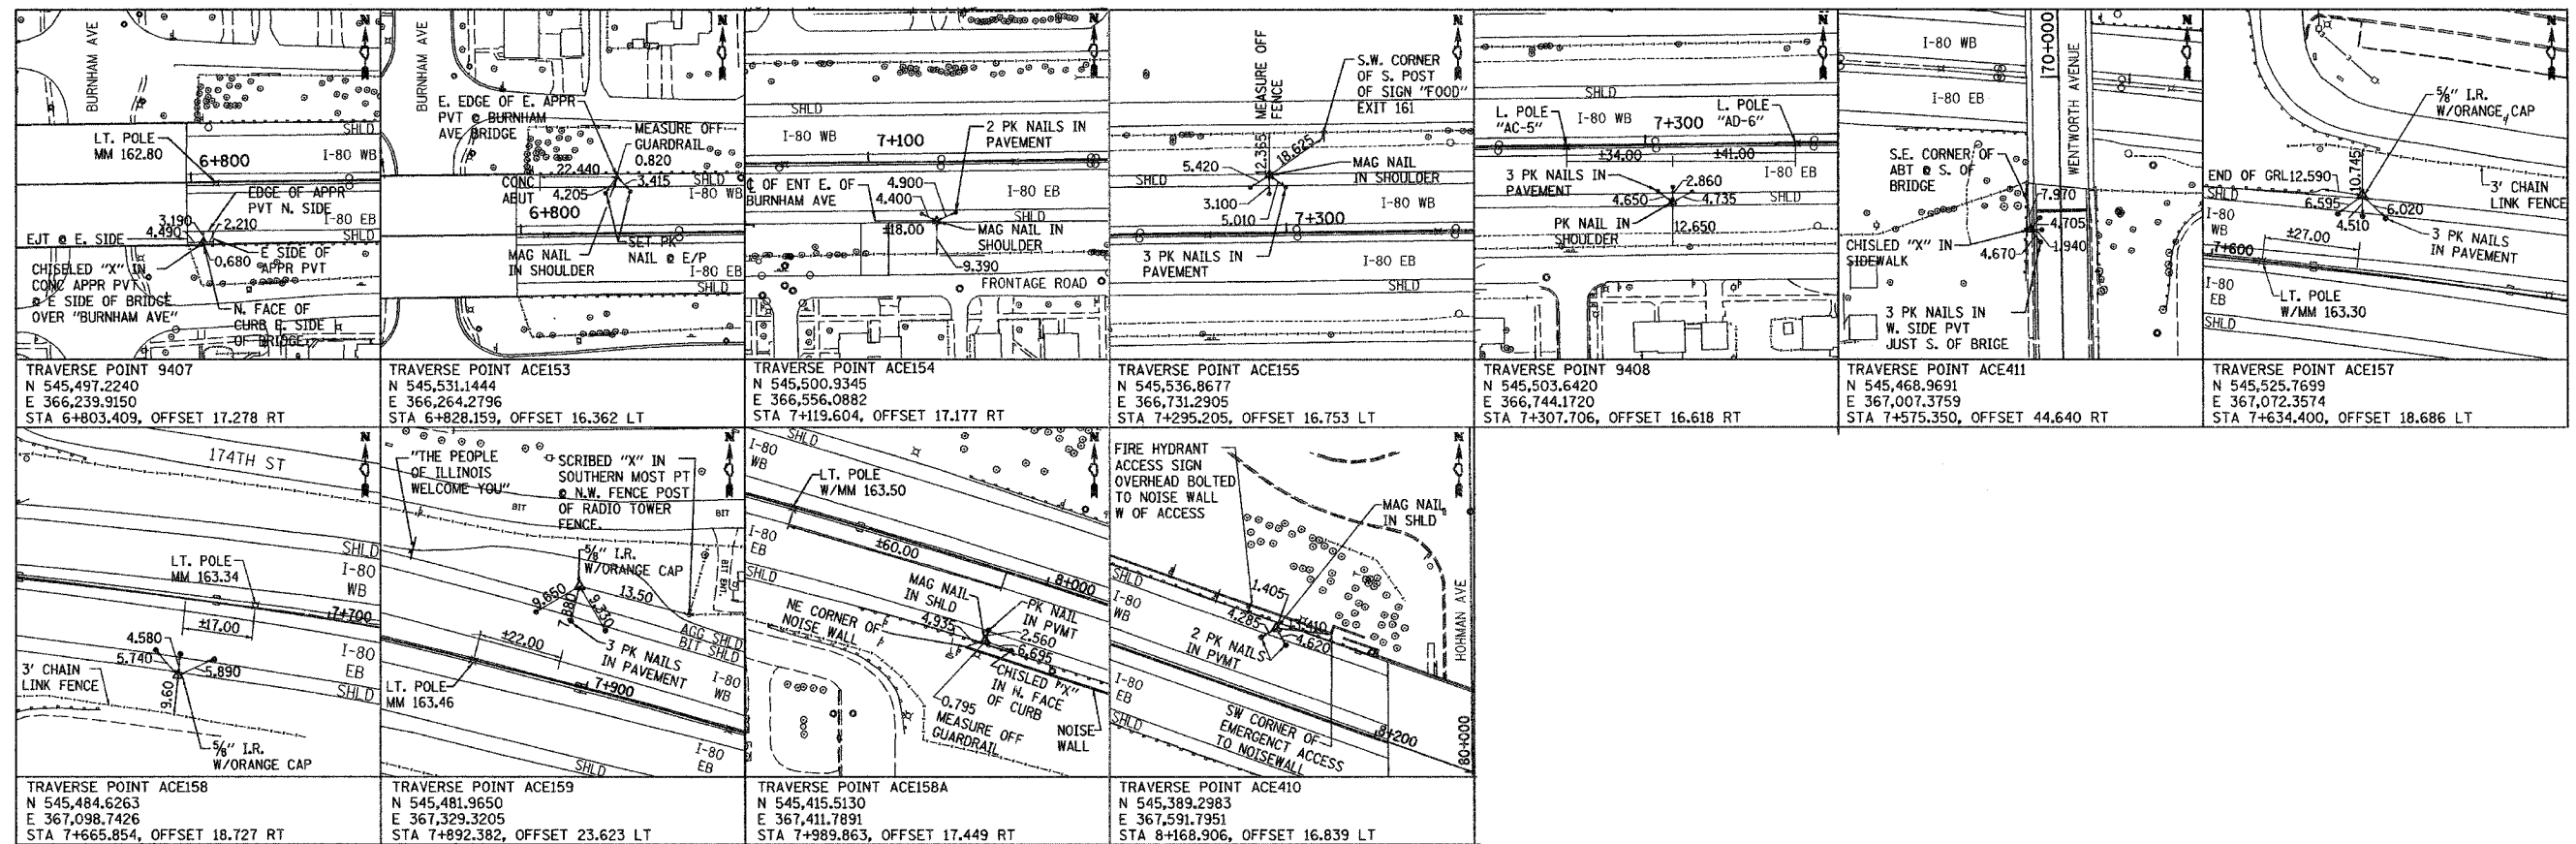 BURNHAM AVE
N
LT. POLE
MM 162.80
6+800
SHLD
I-80 WB
EDGE OF APPR
PVT N. SIDE
3.190
2.210
4.490
I-80 EB
SHLD
EJT @ E. SIDE
0.680
E SIDE OF
APPR PVT
CHISELED "X" IN
CONC APPR PVT
@ E SIDE OF BRIDGE
OVER "BURNHAM AVE"
N. FACE OF
CURB E. SIDE
OF BRIDGE
TRAVERSE POINT 9407
N 545,497.2240
E 366,239.9150
STA 6+803.409, OFFSET 17.278 RT
BURNHAM AVE
N
E. EDGE OF E. APPR
PVT @ BURNHAM
AVE BRIDGE
MEASURE OFF
GUARDRAIL
0.820
22.440
CONC
ABUT
4.205
3.415
SHLD
I-80 WB
6+800
MAG NAIL
IN SHOULDER
SET PK
NAIL @ E/P
I-80 EB
SHLD
TRAVERSE POINT ACE153
N 545,531.1444
E 366,264.2796
STA 6+828.159, OFFSET 16.362 LT
N
SHLD
I-80 WB
7+100
2 PK NAILS IN
PAVEMENT
℄ OF ENT E. OF
BURNHAM AVE
4.900
4.400
I-80 EB
SHLD
±18.00
MAG NAIL IN
SHOULDER
9.390
FRONTAGE ROAD
TRAVERSE POINT ACE154
N 545,500.9345
E 366,556.0882
STA 7+119.604, OFFSET 17.177 RT
MEASURE OFF
FENCE
N
S.W. CORNER
OF S. POST
OF SIGN "FOOD"
EXIT 161
12.365
18.625
5.420
MAG NAIL
IN SHOULDER
SHLD
3.100
5.010
I-80 WB
7+300
3 PK NAILS IN
PAVEMENT
I-80 EB
SHLD
TRAVERSE POINT ACE155
N 545,536.8677
E 366,731.2905
STA 7+295.205, OFFSET 16.753 LT
N
SHLD
L. POLE
"AC-5"
I-80 WB
7+300
L. POLE
"AD-6"
±34.00
±41.00
3 PK NAILS IN
PAVEMENT
2.860
I-80 EB
4.650
4.735
SHLD
PK NAIL IN
SHOULDER
12.650
TRAVERSE POINT 9408
N 545,503.6420
E 366,744.1720
STA 7+307.706, OFFSET 16.618 RT
I-80 WB
170+000
WENTWORTH AVENUE
N
I-80 EB
S.E. CORNER OF
ABT @ S. OF
BRIDGE
7.970
4.705
1.940
CHISLED "X" IN
SIDEWALK
4.670
3 PK NAILS IN
W. SIDE PVT
JUST S. OF BRIGE
TRAVERSE POINT ACE411
N 545,468.9691
E 367,007.3759
STA 7+575.350, OFFSET 44.640 RT
N
⅝" I.R.
W/ORANGE CAP
10.745
END OF GRL
12.590
SHLD
6.595
3' CHAIN
LINK FENCE
I-80
WB
6.020
4.510
±27.00
3 PK NAILS
IN PAVEMENT
7+600
I-80
EB
LT. POLE
W/MM 163.30
SHLD
TRAVERSE POINT ACE157
N 545,525.7699
E 367,072.3574
STA 7+634.400, OFFSET 18.686 LT
174TH ST
N
LT. POLE
MM 163.34
SHLD
I-80
WB
7+700
±17.00
4.580
5.740
5.890
I-80
EB
3' CHAIN
LINK FENCE
9.60
SHLD
⅝" I.R.
W/ORANGE CAP
TRAVERSE POINT ACE158
N 545,484.6263
E 367,098.7426
STA 7+665.854, OFFSET 18.727 RT
"THE PEOPLE
OF ILLINOIS
WELCOME YOU"
SCRIBED "X" IN
SOUTHERN MOST PT
@ N.W. FENCE POST
OF RADIO TOWER
FENCE.
N
BIT
BIT
⅝" I.R.
W/ORANGE CAP
BIT ENT.
9.650
7.880
9.330
13.50
AGG SHLD
BIT SHLD
±22.00
3 PK NAILS
IN PAVEMENT
I-80
WB
LT. POLE
MM 163.46
7+900
I-80
EB
SHLD
TRAVERSE POINT ACE159
N 545,481.9650
E 367,329.3205
STA 7+892.382, OFFSET 23.623 LT
SHLD
I-80
WB
LT. POLE
W/MM 163.50
N
I-80
EB
±60.00
8+000
SHLD
MAG NAIL
IN SHLD
NE CORNER OF
NOISE WALL
4.935
PK NAIL
IN PVMT
2.560
6.695
CHISLED "X"
IN N. FACE
OF CURB
0.795
MEASURE OFF
GUARDRAIL
NOISE
WALL
TRAVERSE POINT ACE158A
N 545,415.5130
E 367,411.7891
STA 7+989.863, OFFSET 17.449 RT
FIRE HYDRANT
ACCESS SIGN
OVERHEAD BOLTED
TO NOISE WALL
W OF ACCESS
N
MAG NAIL
IN SHLD
SHLD
1.405
I-80
WB
4.285
4.620
2 PK NAILS
IN PVMT
HOHMAN AVE
I-80
EB
SHLD
SW CORNER OF
EMERGENCT ACCESS
TO NOISEWALL
8+200
80+000
TRAVERSE POINT ACE410
N 545,389.2983
E 367,591.7951
STA 8+168.906, OFFSET 16.839 LT